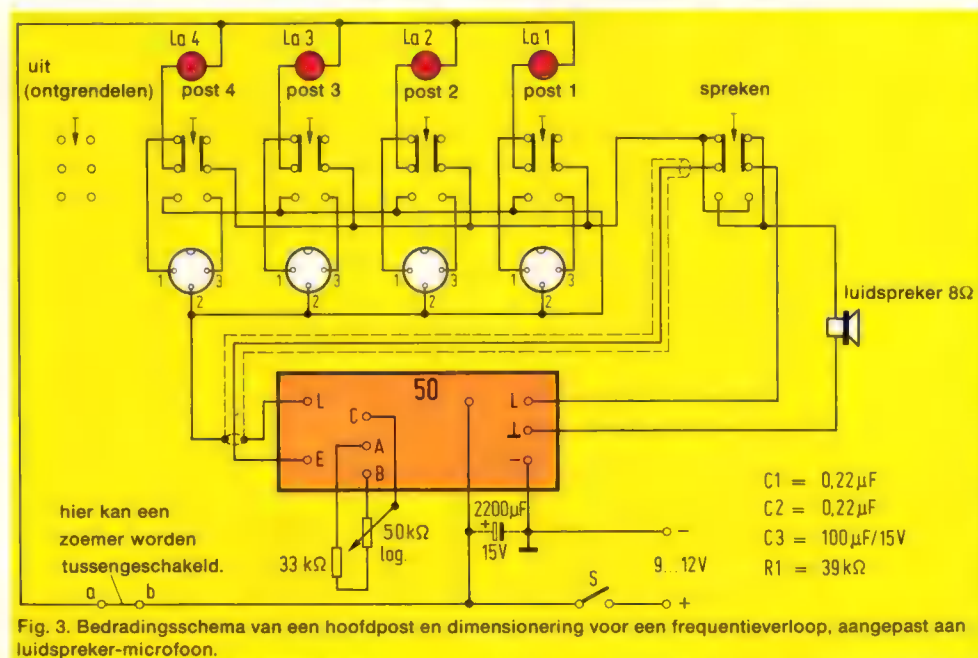 La 4 La 3 La 2 La 1
uit
(ontgrendelen)
post 4 post 3 post 2 post 1 spreken
1 3 1 3 1 3 1 3
2 2 2 2
luidspreker 8Ω
50
L L
C
A ⊥
E B −
hier kan een
zoemer worden
tussengeschakeld.
a b
33 kΩ
50kΩ
log.
2200µF
+
15V
−
9...12V
S
+
C1 = 0,22µF
C2 = 0,22µF
C3 = 100µF/15V
R1 = 39kΩ
Fig. 3. Bedradingsschema van een hoofdpost en dimensionering voor een frequentieverloop, aangepast aan
luidspreker-microfoon.